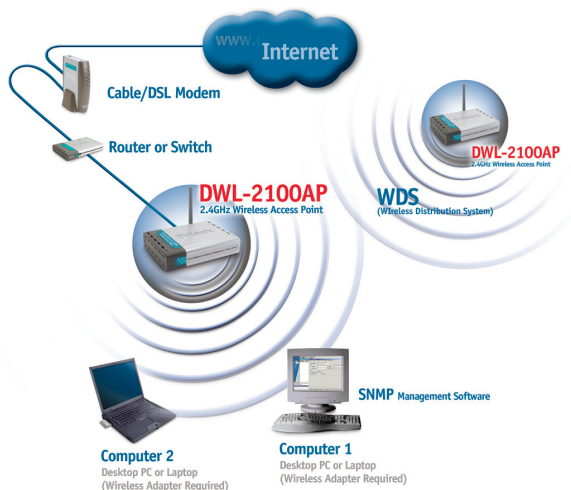 www.
Internet
Cable/DSL Modem
Router or Switch
DWL-2100AP
2.4GHz Wireless Access Point
DWL-2100AP
2.4GHz Wireless Access Point
WDS
(WIreless Distribution System)
SNMP Management Software
Computer 2
Desktop PC or Laptop
(Wireless Adapter Required)
Computer 1
Desktop PC or Laptop
(Wireless Adapter Required)